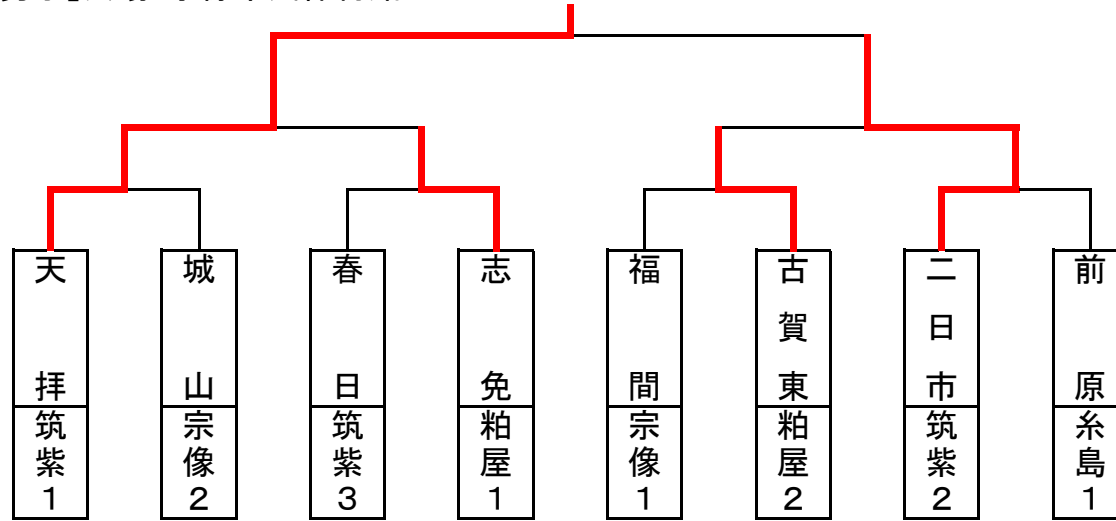 天拝
筑紫1
城山
宗像2
春日
筑紫3
志免
粕屋1
福間
宗像1
古賀東
粕屋2
二日市
筑紫2
前原
糸島1